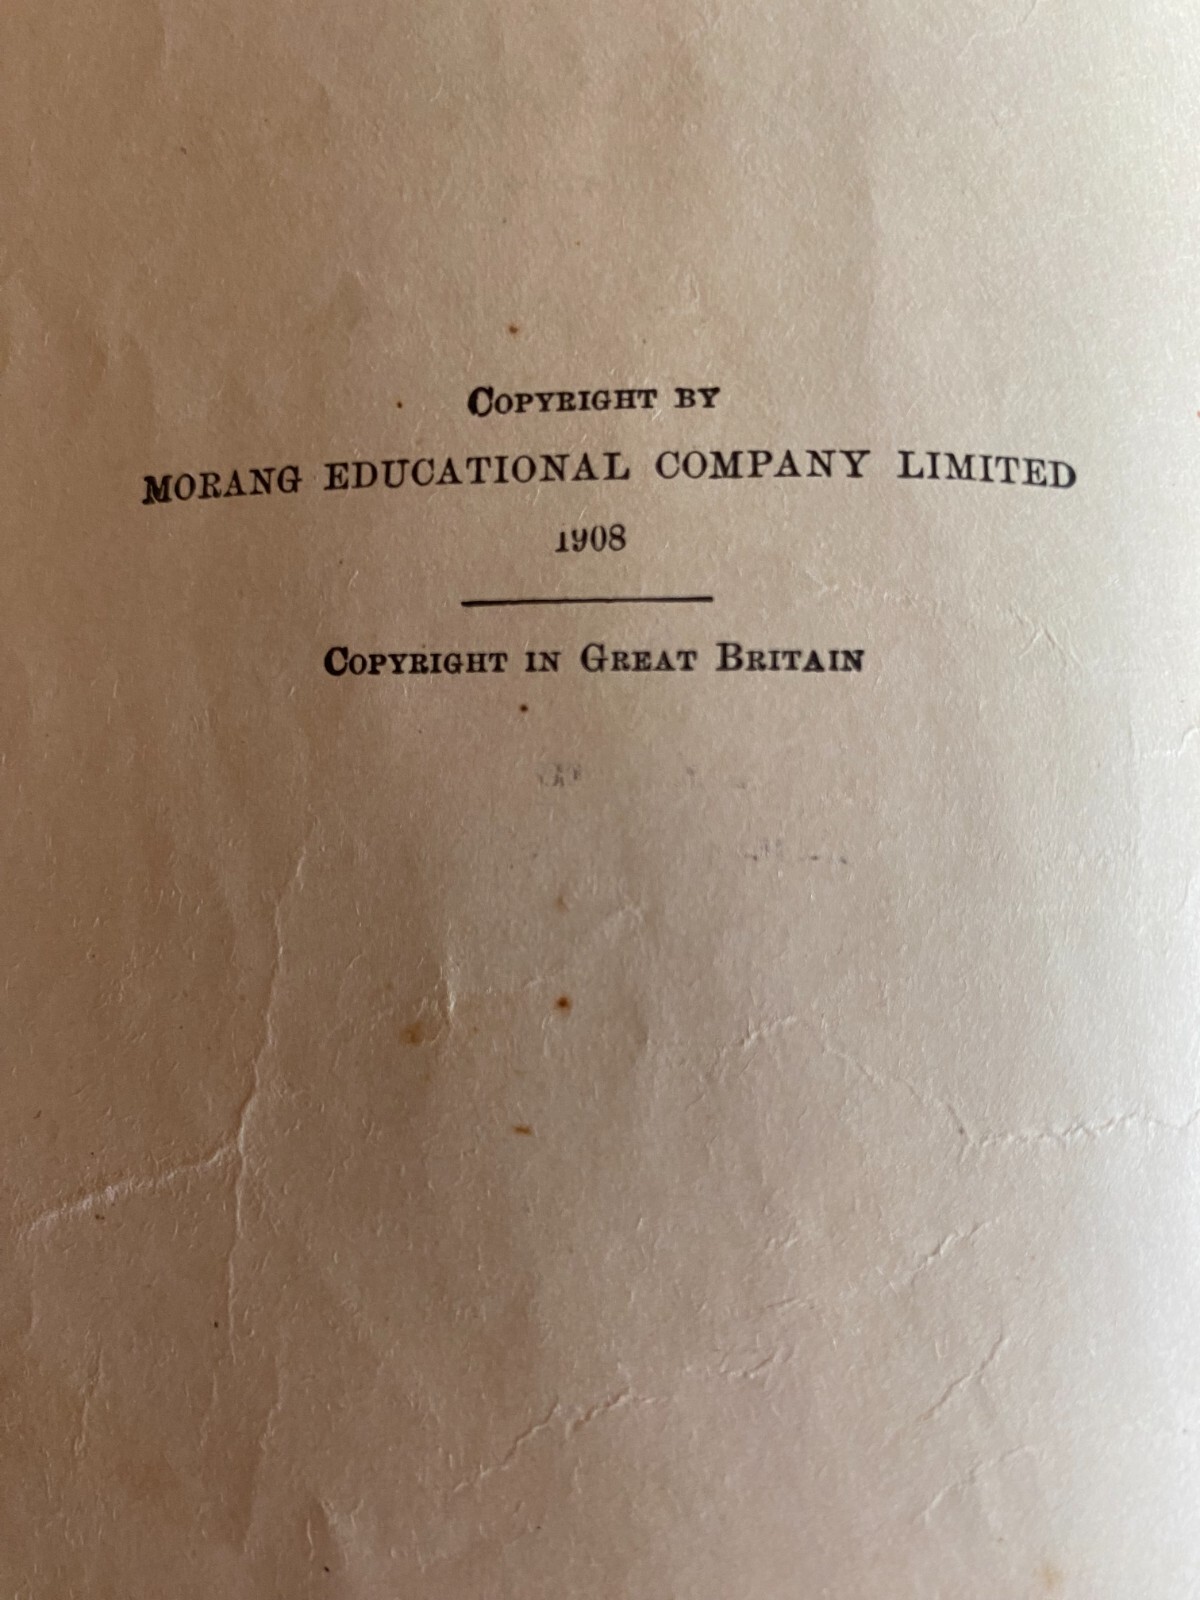 COPYRIGHT BY
MORANG EDUCATIONAL COMPANY LIMITED
1908
COPYRIGHT IN GREAT BRITAIN